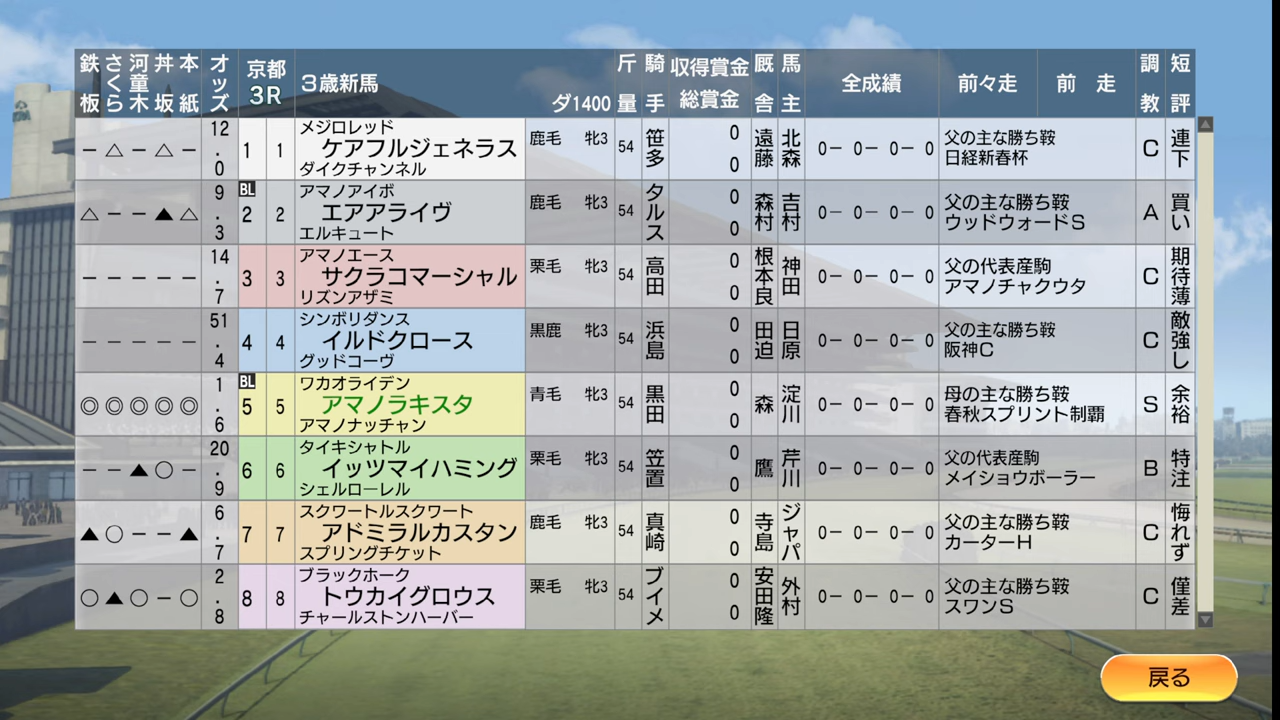 鉄板 さくら 河童木 井坂 本紙 オッズ 京都3R 3歳新馬 ダ1400 斤量 騎手 収得賞金 総賞金 厩舎 馬主 全成績 前々走 前走 調教 短評
－ △ － △ － 12.0 1 1 メジロレッド 鹿毛 牝3 54 笹多 0 遠藤 北森 0－ 0－ 0－ 0 父の主な勝ち鞍 C 連下
ケアフルジェネラス
ダイクチャンネル 0 日経新春杯
△ － － ▲ △ 9.3 BL 2 2 アマノアイボ 鹿毛 牝3 54 タルルス 0 森村 吉村 0－ 0－ 0－ 0 父の主な勝ち鞍 A 買い
エアアライヴ
エルキュート 0 ウッドウォードS
－ － － － － 14.7 3 3 アマノエース 栗毛 牝3 54 高田 0 根本良 神田 0－ 0－ 0－ 0 父の代表産駒 C 期待薄
サクラコマーシャル
リズンアザミ 0 アマノチャクウタ
－ － － － － 51.4 4 4 シンボリダンス 黒鹿 牝3 54 浜島 0 田迫 日原 0－ 0－ 0－ 0 父の主な勝ち鞍 C 敵強し
イルドクロース
グッドコーヴ 0 阪神C
◎ ◎ ◎ ◎ ◎ 1.6 BL 5 5 ワカオライデン 青毛 牝3 54 黒田 0 森 淀川 0－ 0－ 0－ 0 母の主な勝ち鞍 S 余裕
アマノラキスタ
アマノナッチャン 0 春秋スプリント制覇
－ － ▲ ○ － 20.9 6 6 タイキシャトル 栗毛 牝3 54 笠置 0 鷹 芹川 0－ 0－ 0－ 0 父の代表産駒 B 特注
イッツマイハミング
シェルローレル 0 メイショウボーラー
▲ ○ － － ▲ 6.7 7 7 スクワートルスクワート 鹿毛 牝3 54 真崎 0 寺島 ジャパ 0－ 0－ 0－ 0 父の主な勝ち鞍 C 悔れず
アドミラルカスタン
スプリングチケット 0 カーターH
○ ▲ ○ － ○ 2.8 8 8 ブラックホーク 栗毛 牝3 54 ブイメ 0 安田隆 外村 0－ 0－ 0－ 0 父の主な勝ち鞍 C 僅差
トウカイグロウス
チャールストンハーバー 0 スワンS
戻る